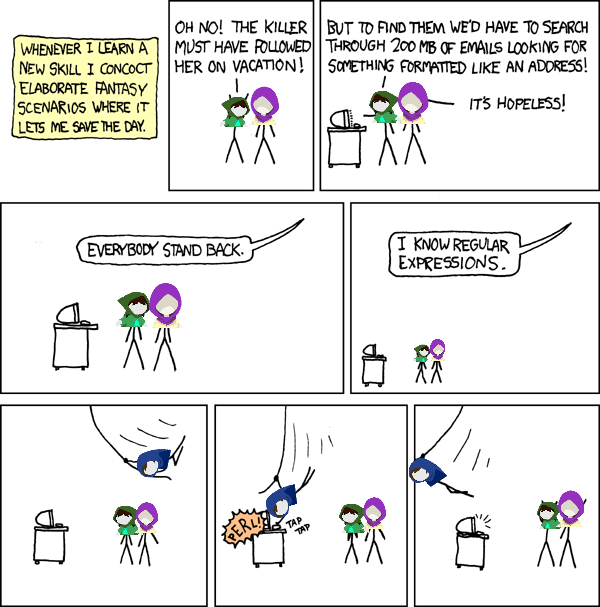 WHENEVER I LEARN A
NEW SKILL I CONCOCT
ELABORATE FANTASY
SCENARIOS WHERE IT
LETS ME SAVE THE DAY.
OH NO! THE KILLER
MUST HAVE FOLLOWED
HER ON VACATION!
BUT TO FIND THEM WE'D HAVE TO SEARCH
THROUGH 200 MB OF EMAILS LOOKING FOR
SOMETHING FORMATTED LIKE AN ADDRESS!
IT'S HOPELESS!
EVERYBODY STAND BACK.
I KNOW REGULAR
EXPRESSIONS.
PERL!
TAP
TAP